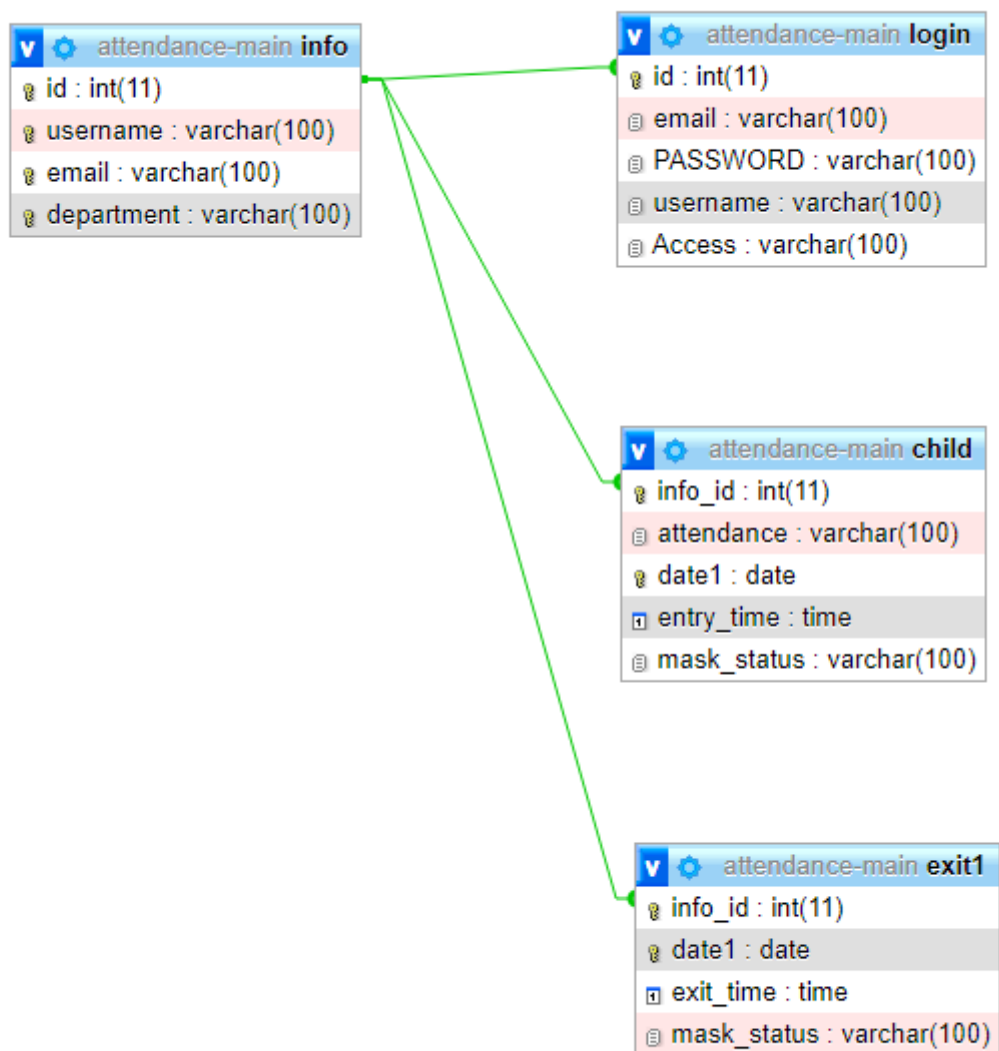 v attendance-main info
id : int(11)
username : varchar(100)
email : varchar(100)
department : varchar(100)
v attendance-main login
id : int(11)
email : varchar(100)
PASSWORD : varchar(100)
username : varchar(100)
Access : varchar(100)
v attendance-main child
info_id : int(11)
attendance : varchar(100)
date1 : date
entry_time : time
mask_status : varchar(100)
v attendance-main exit1
info_id : int(11)
date1 : date
exit_time : time
mask_status : varchar(100)